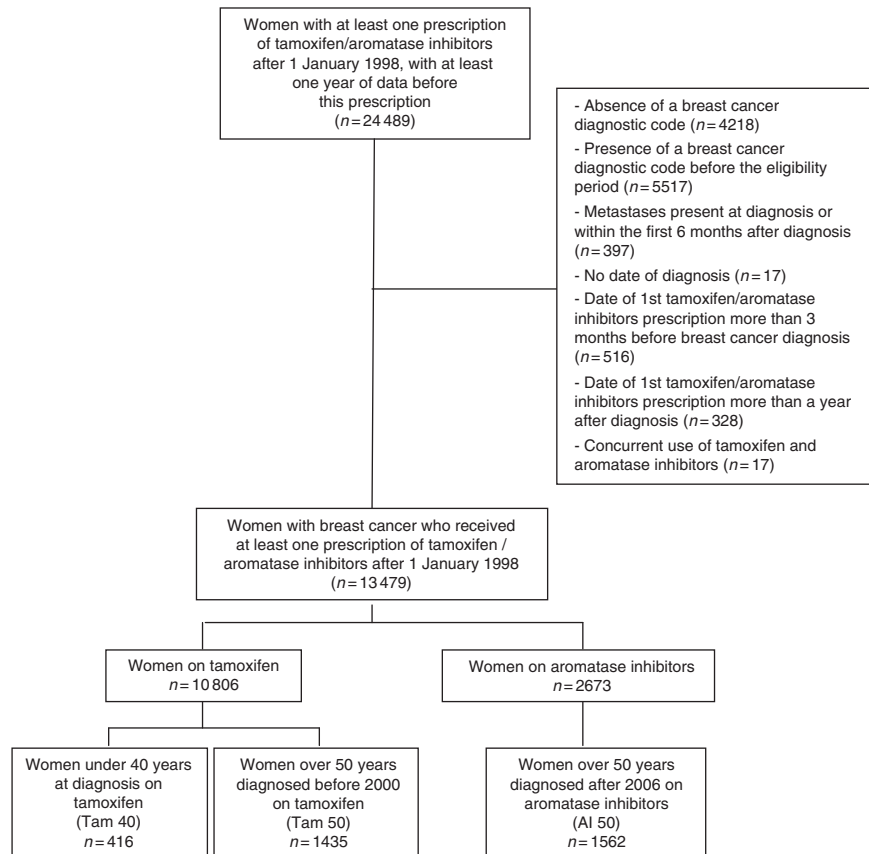 Women with at least one prescription
of tamoxifen/aromatase inhibitors
after 1 January 1998, with at least
one year of data before
this prescription
(n=24 489)
- Absence of a breast cancer
diagnostic code (n=4218)
- Presence of a breast cancer
diagnostic code before the eligibility
period (n=5517)
- Metastases present at diagnosis or
within the first 6 months after diagnosis
(n=397)
- No date of diagnosis (n=17)
- Date of 1st tamoxifen/aromatase
inhibitors prescription more than 3
months before breast cancer diagnosis
(n=516)
- Date of 1st tamoxifen/aromatase
inhibitors prescription more than a year
after diagnosis (n=328)
- Concurrent use of tamoxifen and
aromatase inhibitors (n=17)
Women with breast cancer who received
at least one prescription of tamoxifen /
aromatase inhibitors after 1 January 1998
(n=13 479)
Women on tamoxifen
n=10 806
Women on aromatase inhibitors
n=2673
Women under 40 years
at diagnosis on
tamoxifen
(Tam 40)
n=416
Women over 50 years
diagnosed before 2000
on tamoxifen
(Tam 50)
n=1435
Women over 50 years
diagnosed after 2006 on
aromatase inhibitors
(AI 50)
n=1562